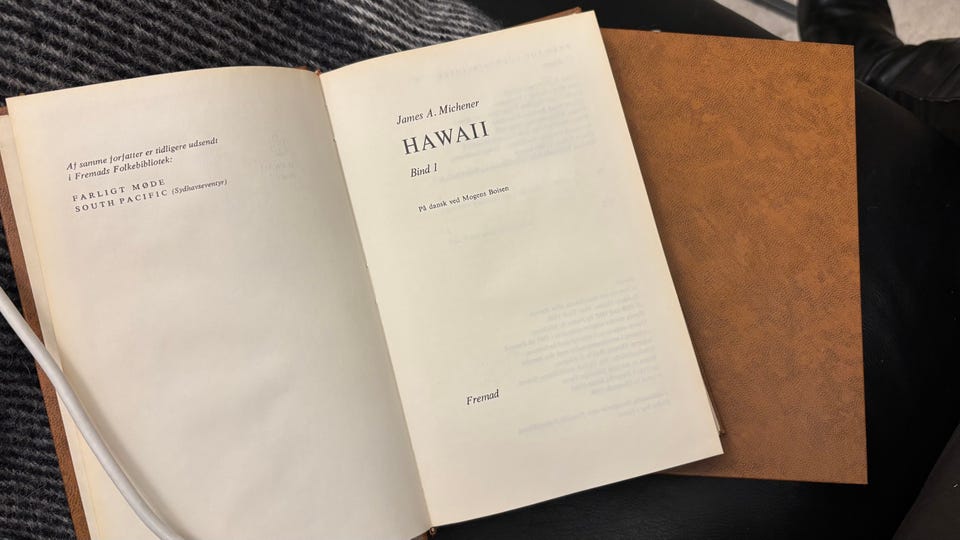 Af samme forfatter er tidligere udsendt
i Fremads Folkebibliotek:
FARLIGT MØDE
SOUTH PACIFIC (Sydhavseventyr)
James A. Michener
HAWAII
Bind 1
På dansk ved Mogens Boisen
Fremad